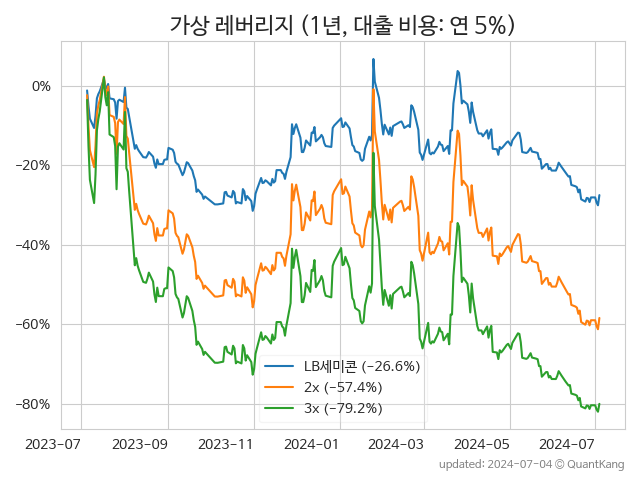 가상 레버리지 (1년, 대출 비용: 연 5%)
0%
−20%
−40%
−60%
−80%
LB세미콘 (−26.6%)
2x (−57.4%)
3x (−79.2%)
2023-07 2023-09 2023-11 2024-01 2024-03 2024-05 2024-07
updated: 2024-07-04 © QuantKang